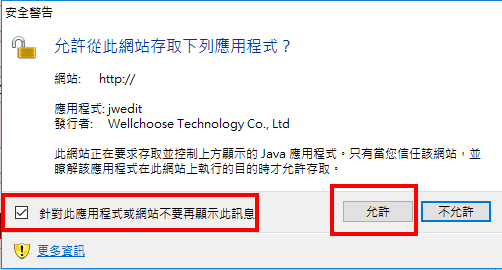 安全警告
允許從此網站存取下列應用程式？
網站: http://
應用程式: jwedit
發行者: Wellchoose Technology Co., Ltd
此網站正在要求存取並控制上方顯示的 Java 應用程式。只有當您信任該網站，並
瞭解該應用程式在此網站上執行的目的時才允許存取。
針對此應用程式或網站不要再顯示此訊息
允許
不允許
更多資訊